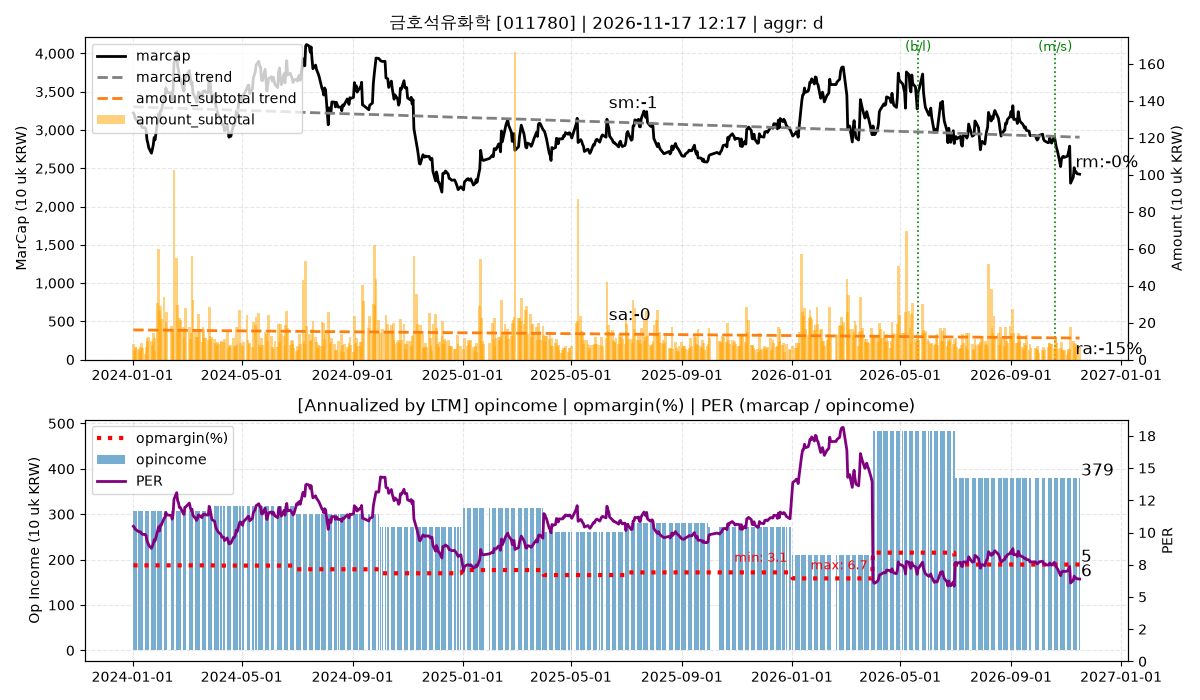 금호석유화학 [011780] | 2026-11-17 12:17 | aggr: d
(b/l)
(m/s)
marcap
marcap trend
amount_subtotal trend
amount_subtotal
4,000
3,500
3,000
2,500
2,000
1,500
1,000
500
0
MarCap (10 uk KRW)
160
140
120
100
80
60
40
20
0
Amount (10 uk KRW)
sm:-1
rm:-0%
sa:-0
ra:-15%
2024-01-01
2024-05-01
2024-09-01
2025-01-01
2025-05-01
2025-09-01
2026-01-01
2026-05-01
2026-09-01
2027-01-01
[Annualized by LTM] opincome | opmargin(%) | PER (marcap / opincome)
opmargin(%)
opincome
PER
500
400
300
200
100
0
Op Income (10 uk KRW)
18
15
12
10
8
5
2
0
PER
379
min: 3.1
max: 6.7
5
6
2024-01-01
2024-05-01
2024-09-01
2025-01-01
2025-05-01
2025-09-01
2026-01-01
2026-05-01
2026-09-01
2027-01-01